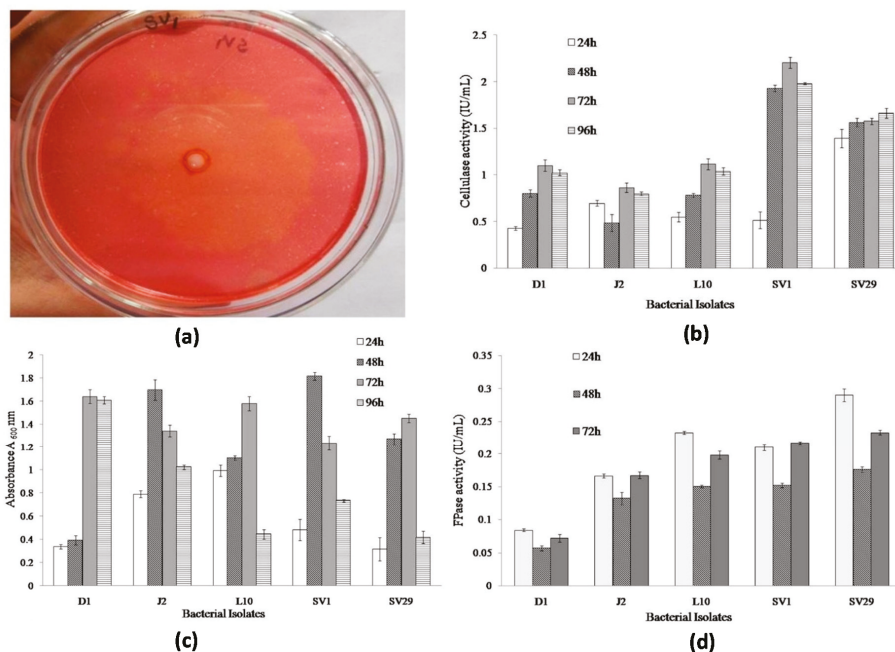 SV1
(a)
24h
48h
72h
96h
2.5
2
1.5
1
0.5
0
Cellulase activity (IU/mL)
D1 J2 L10 SV1 SV29
Bacterial Isolates
(b)
24h
48h
72h
96h
2
1.8
1.6
1.4
1.2
1
0.8
0.6
0.4
0.2
0
Absorbance A 600 nm
D1 J2 L10 SV1 SV29
Bacterial Isolates
(c)
24h
48h
72h
0.35
0.3
0.25
0.2
0.15
0.1
0.05
0
FPase activity (IU/mL)
D1 J2 L10 SV1 SV29
Bacterial Isolates
(d)